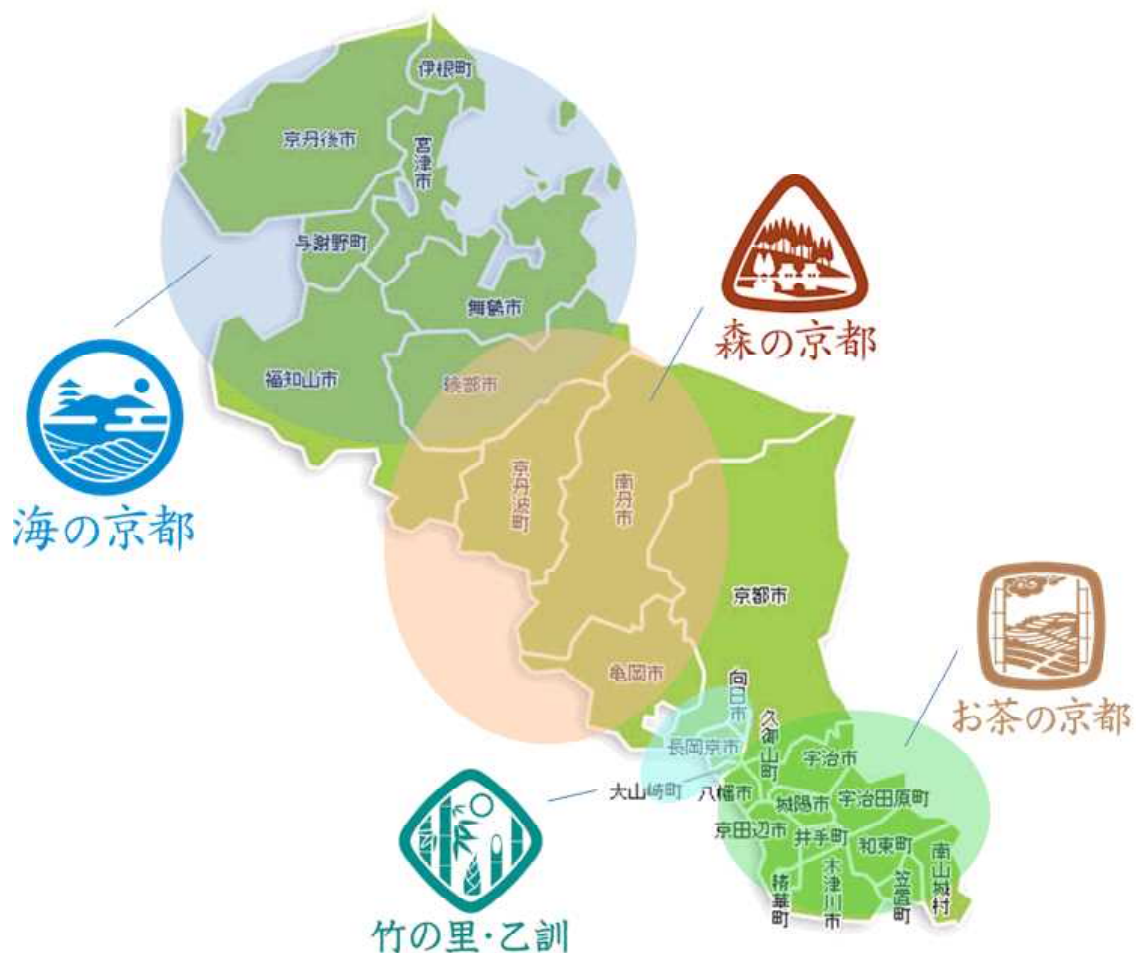 伊根町
京丹後市
宮津市
与謝野町
舞鶴市
森の京都
福知山市
綾部市
海の京都
京丹波町
南丹市
京都市
亀岡市
向日市
お茶の京都
長岡京市
久御山町
宇治市
大山崎町
八幡市
城陽市
宇治田原町
京田辺市
井手町
和束町
南山城村
精華町
木津川市
笠置町
竹の里・乙訓